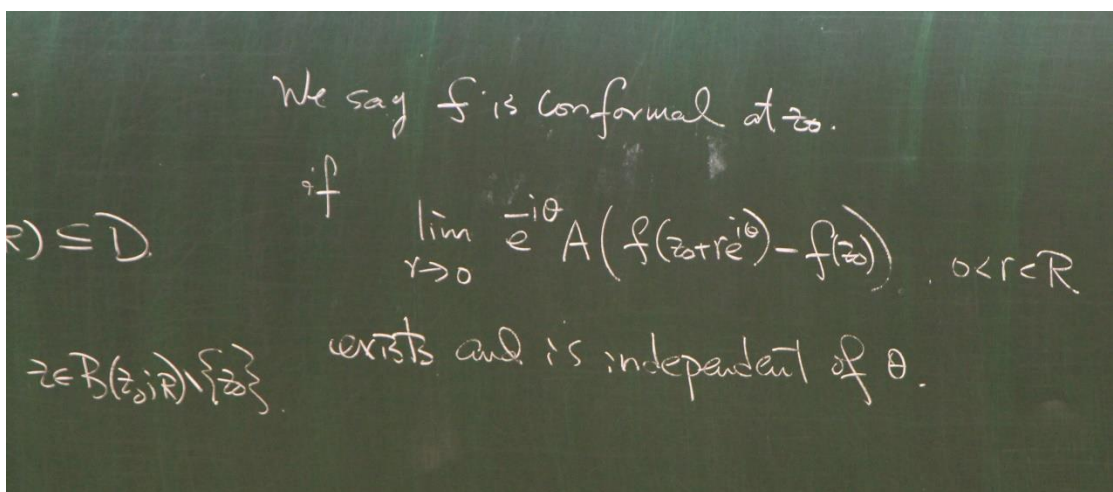 We say f is conformal at z₀.
if
lim_{r→0} e^{-iθ} A(f(z₀+re^{iθ})-f(z₀)). 0<r<R
R) ⊆ D.
exists and is independent of θ.
z∈B(z₀;R)\{z₀}.